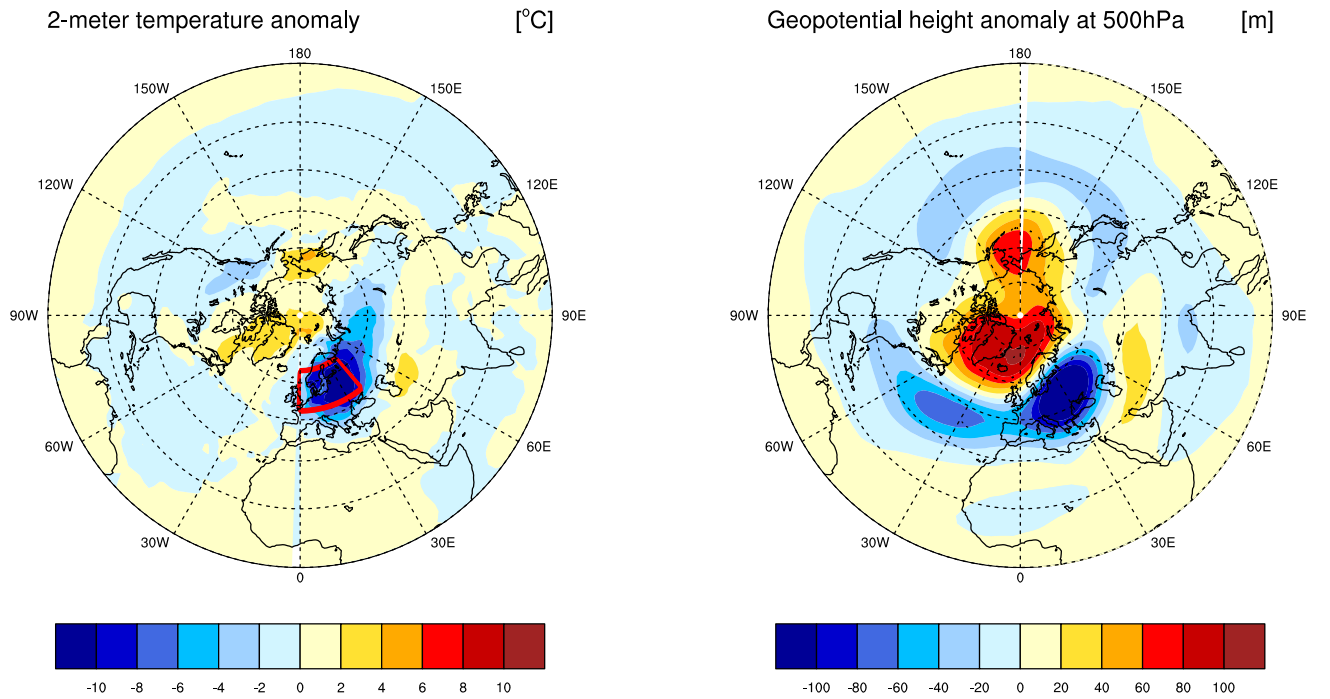 2-meter temperature anomaly [°C]
180
150W 150E
120W 120E
90W 90E
60W 60E
30W 30E
0
-10 -8 -6 -4 -2 0 2 4 6 8 10
Geopotential height anomaly at 500hPa [m]
180
150W 150E
120W 120E
90W 90E
60W 60E
30W 30E
0
-100 -80 -60 -40 -20 0 20 40 60 80 100